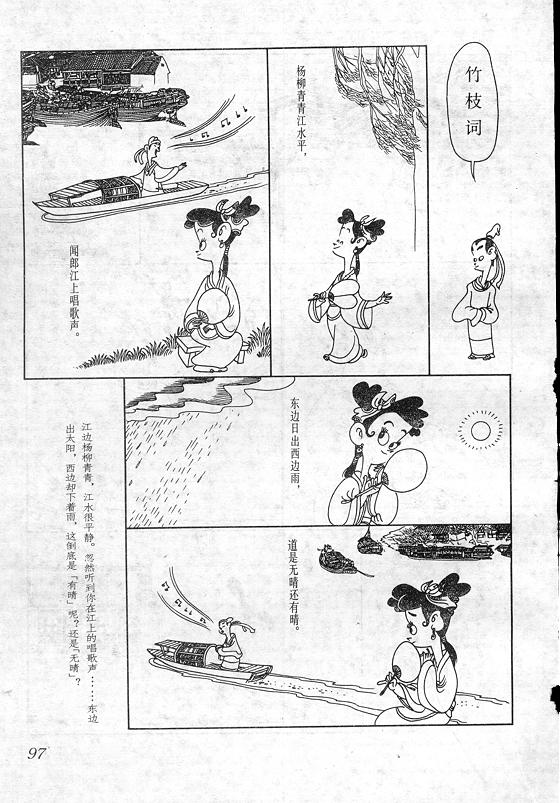 竹枝词
杨柳青青江水平，
闻郎江上唱歌声。
东边日出西边雨，
道是无晴还有晴。
江边杨柳青青，江水很平静。忽然听到你在江上的唱歌声……东边
出太阳，西边却下着雨，这倒底是「有晴」呢？还是「无晴」？
97